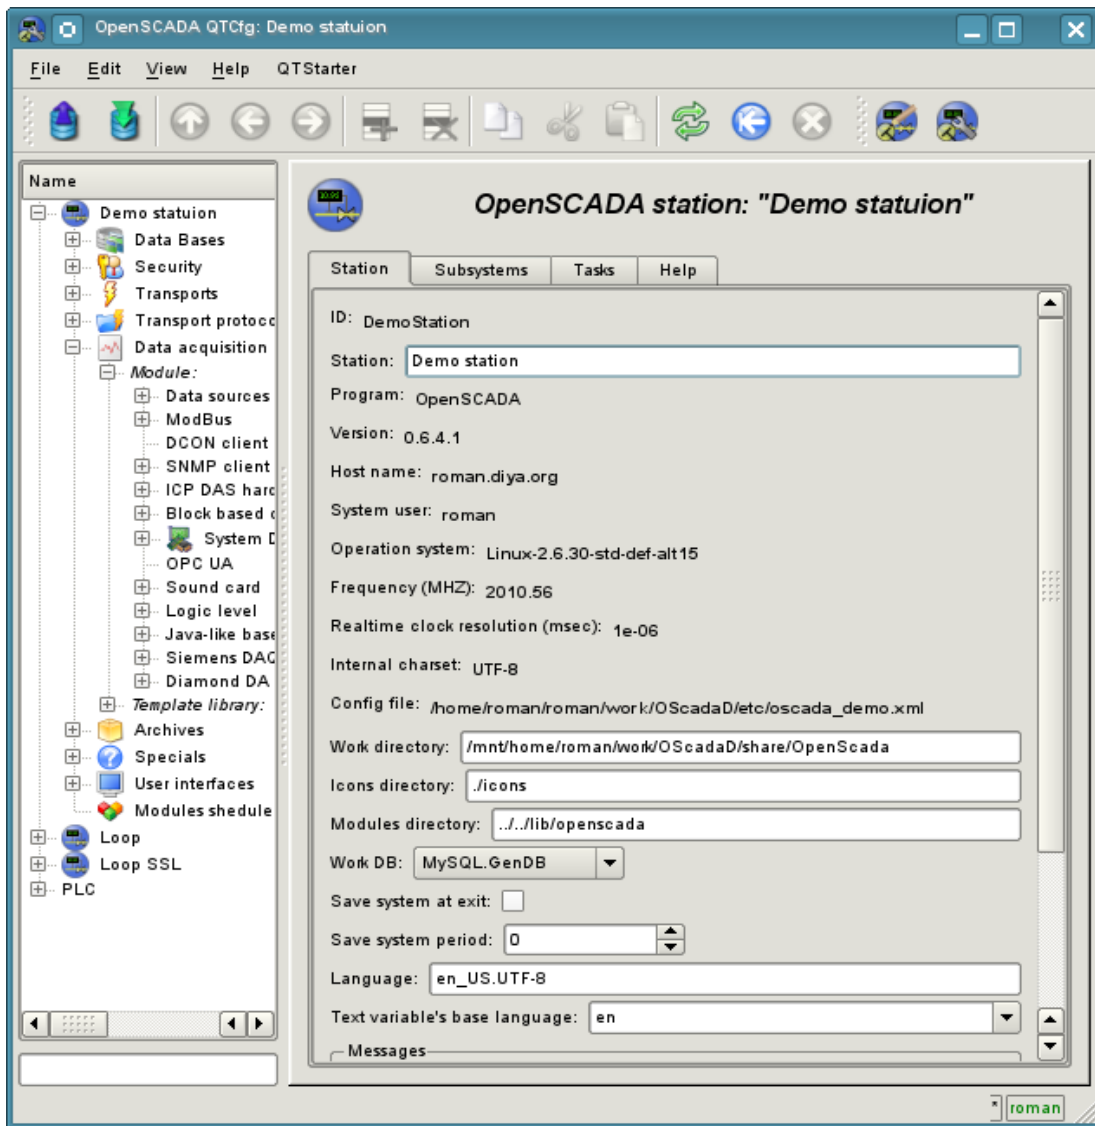 OpenSCADA QTCfg: Demo statuion
File Edit View Help QTStarter
Name
Demo statuion
Data Bases
Security
Transports
Transport protocc
Data acquisition
Module:
Data sources
ModBus
DCON client
SNMP client
ICP DAS harc
Block based c
System D
OPC UA
Sound card
Logic level
Java-like base
Siemens DAC
Diamond DA
Template library:
Archives
Specials
User interfaces
Modules shedule
Loop
Loop SSL
PLC
OpenSCADA station: "Demo statuion"
Station Subsystems Tasks Help
ID: DemoStation
Station: Demo station
Program: OpenSCADA
Version: 0.6.4.1
Host name: roman.diya.org
System user: roman
Operation system: Linux-2.6.30-std-def-alt15
Frequency (MHZ): 2010.56
Realtime clock resolution (msec): 1e-06
Internal charset: UTF-8
Config file: /home/roman/roman/work/OScadaD/etc/oscada_demo.xml
Work directory: /mnt/home/roman/work/OScadaD/share/OpenScada
Icons directory: ./icons
Modules directory: ../../lib/openscada
Work DB: MySQL.GenDB
Save system at exit:
Save system period: 0
Language: en_US.UTF-8
Text variable's base language: en
Messages
* roman